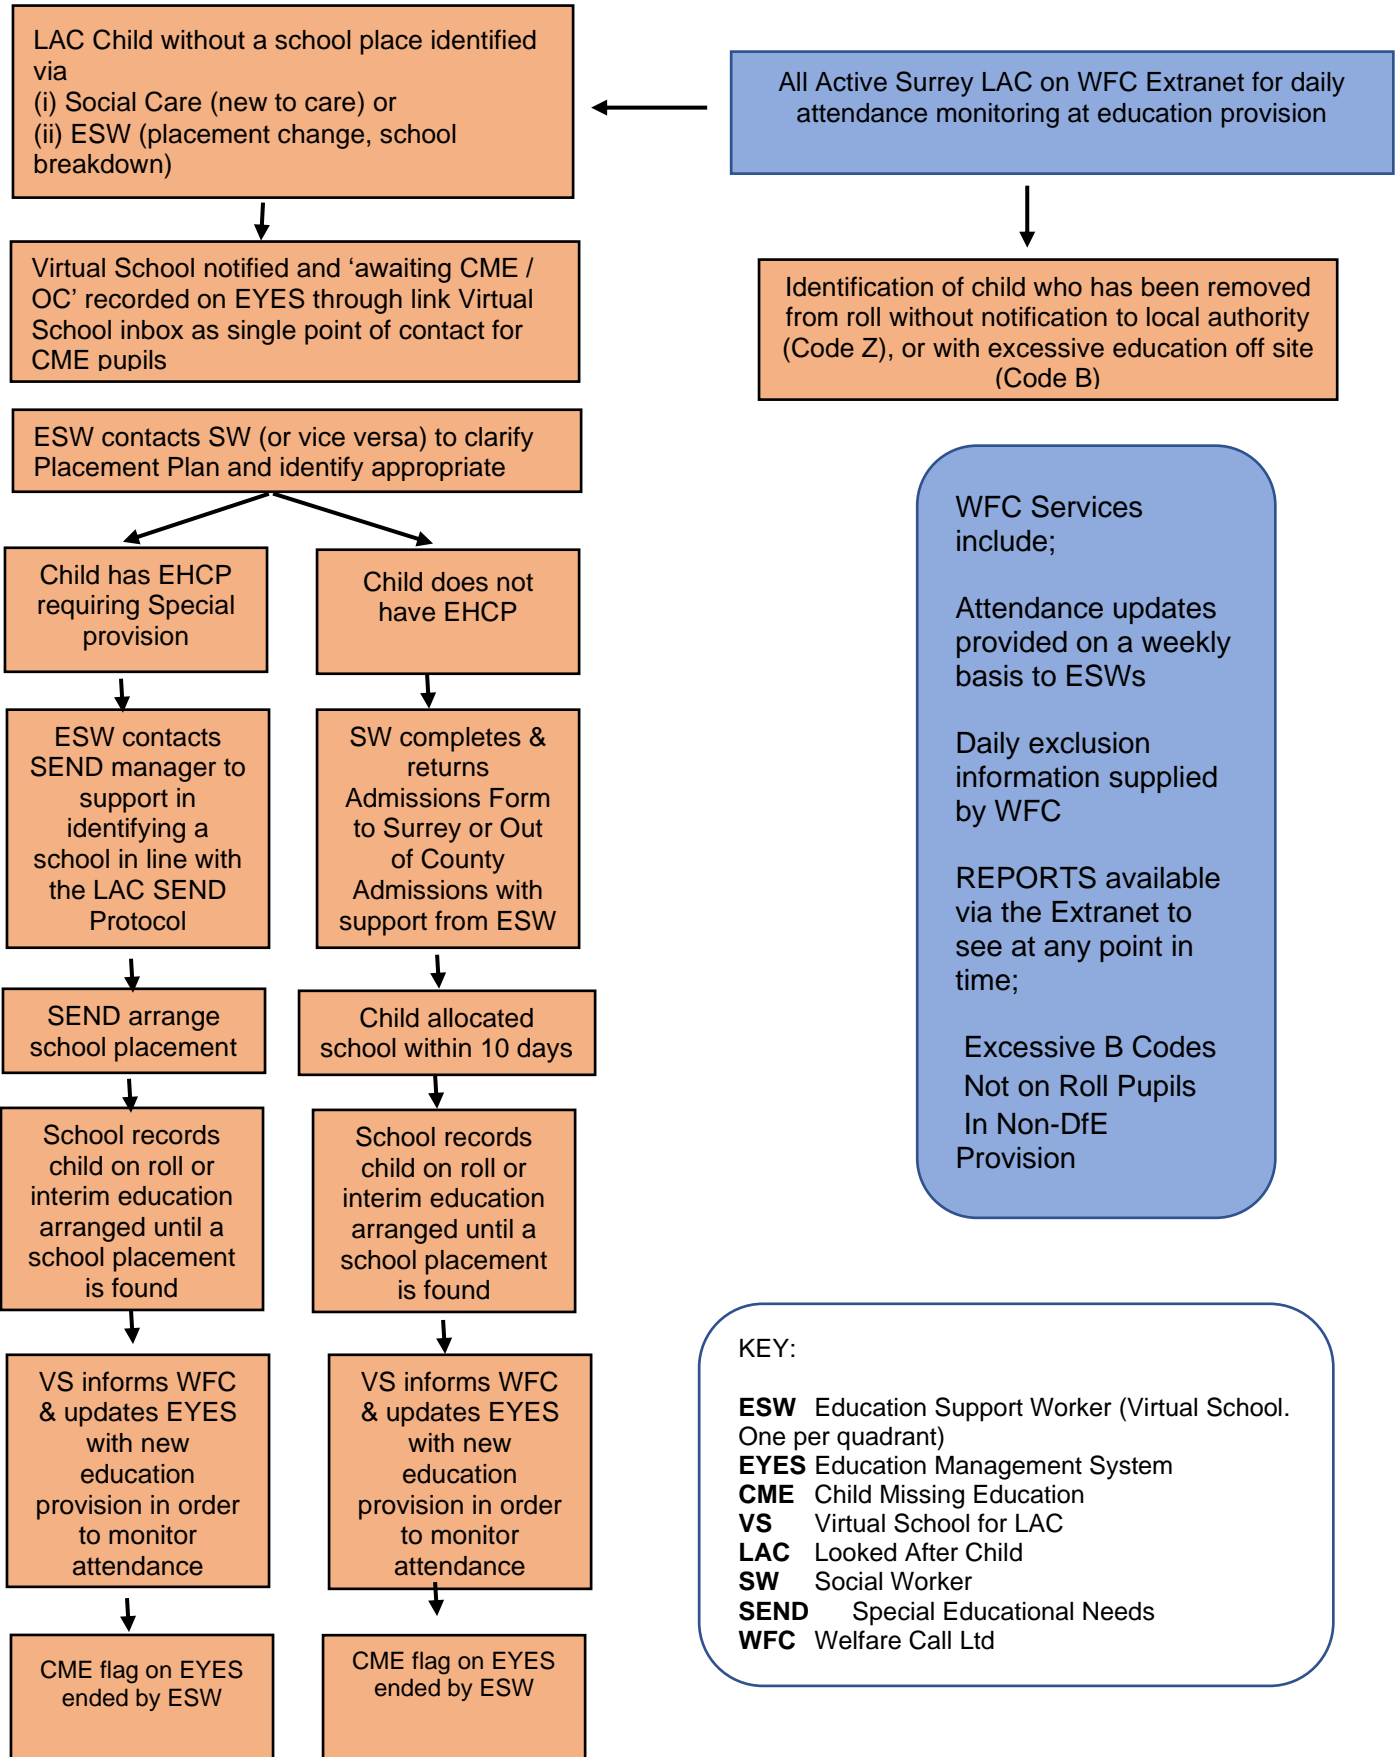 LAC Child without a school place identified
via
(i) Social Care (new to care) or
(ii) ESW (placement change, school
breakdown)
All Active Surrey LAC on WFC Extranet for daily
attendance monitoring at education provision
Virtual School notified and ‘awaiting CME /
OC’ recorded on EYES through link Virtual
School inbox as single point of contact for
CME pupils
Identification of child who has been removed
from roll without notification to local authority
(Code Z), or with excessive education off site
(Code B)
ESW contacts SW (or vice versa) to clarify
Placement Plan and identify appropriate
Child has EHCP
requiring Special
provision
Child does not
have EHCP
ESW contacts
SEND manager to
support in
identifying a
school in line with
the LAC SEND
Protocol
SW completes &
returns
Admissions Form
to Surrey or Out
of County
Admissions with
support from ESW
SEND arrange
school placement
Child allocated
school within 10 days
School records
child on roll or
interim education
arranged until a
school placement
is found
School records
child on roll or
interim education
arranged until a
school placement
is found
VS informs WFC
& updates EYES
with new
education
provision in order
to monitor
attendance
VS informs WFC
& updates EYES
with new
education
provision in order
to monitor
attendance
CME flag on EYES
ended by ESW
CME flag on EYES
ended by ESW
WFC Services
include;
Attendance updates
provided on a weekly
basis to ESWs
Daily exclusion
information supplied
by WFC
REPORTS available
via the Extranet to
see at any point in
time;
Excessive B Codes
Not on Roll Pupils
In Non-DfE
Provision
KEY:
ESW Education Support Worker (Virtual School.
One per quadrant)
EYES Education Management System
CME Child Missing Education
VS Virtual School for LAC
LAC Looked After Child
SW Social Worker
SEND Special Educational Needs
WFC Welfare Call Ltd